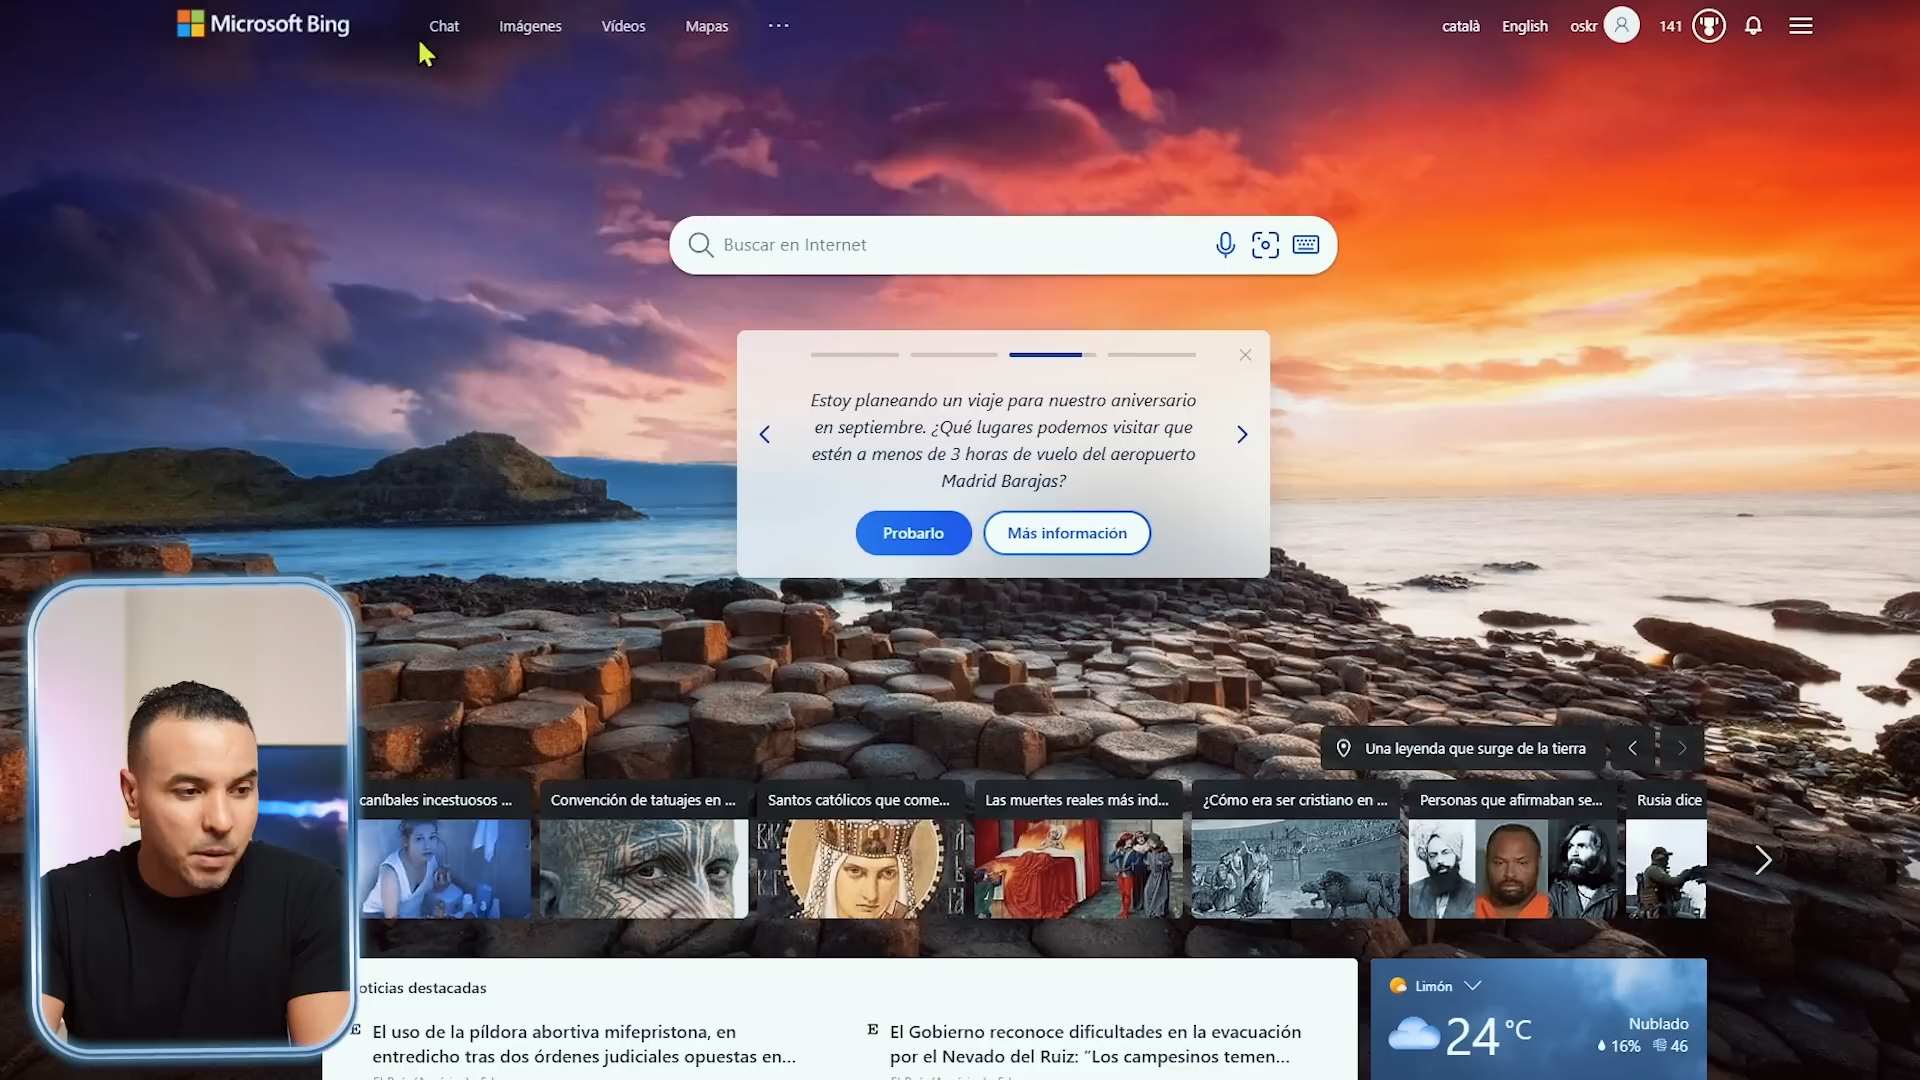 Microsoft Bing
Chat
Imágenes
Vídeos
Mapas
català
English
oskr
141
Buscar en Internet
Estoy planeando un viaje para nuestro aniversario
en septiembre. ¿Qué lugares podemos visitar que
estén a menos de 3 horas de vuelo del aeropuerto
Madrid Barajas?
Probarlo
Más información
Una leyenda que surge de la tierra
caníbales incestuosos ...
Convención de tatuajes en ...
Santos católicos que come...
Las muertes reales más ind...
¿Cómo era ser cristiano en ...
Personas que afirmaban se...
Rusia dice
oticias destacadas
E El uso de la píldora abortiva mifepristona, en
entredicho tras dos órdenes judiciales opuestas en...
E El Gobierno reconoce dificultades en la evacuación
por el Nevado del Ruiz: “Los campesinos temen...
Limón
24 °C
Nublado
16% 46